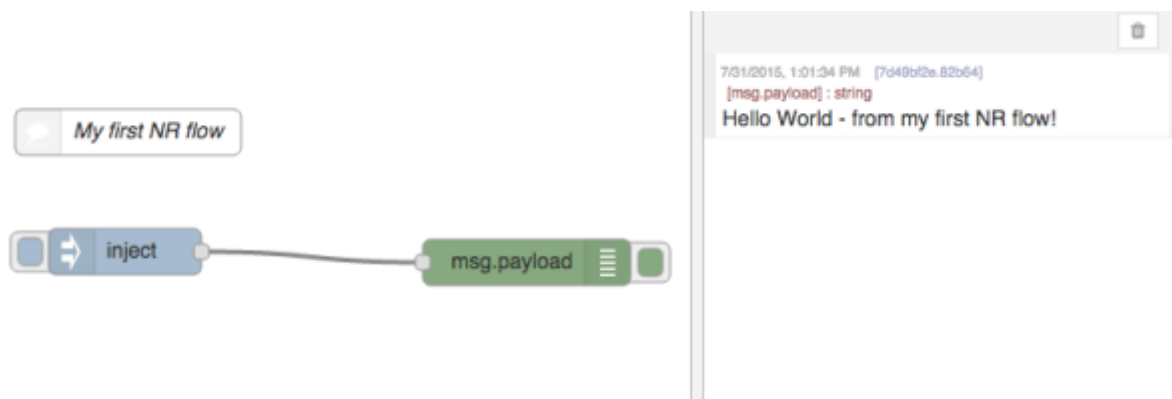 My first NR flow
inject
msg.payload
7/31/2015, 1:01:34 PM [7d49bf2e.82b64]
[msg.payload] : string
Hello World - from my first NR flow!